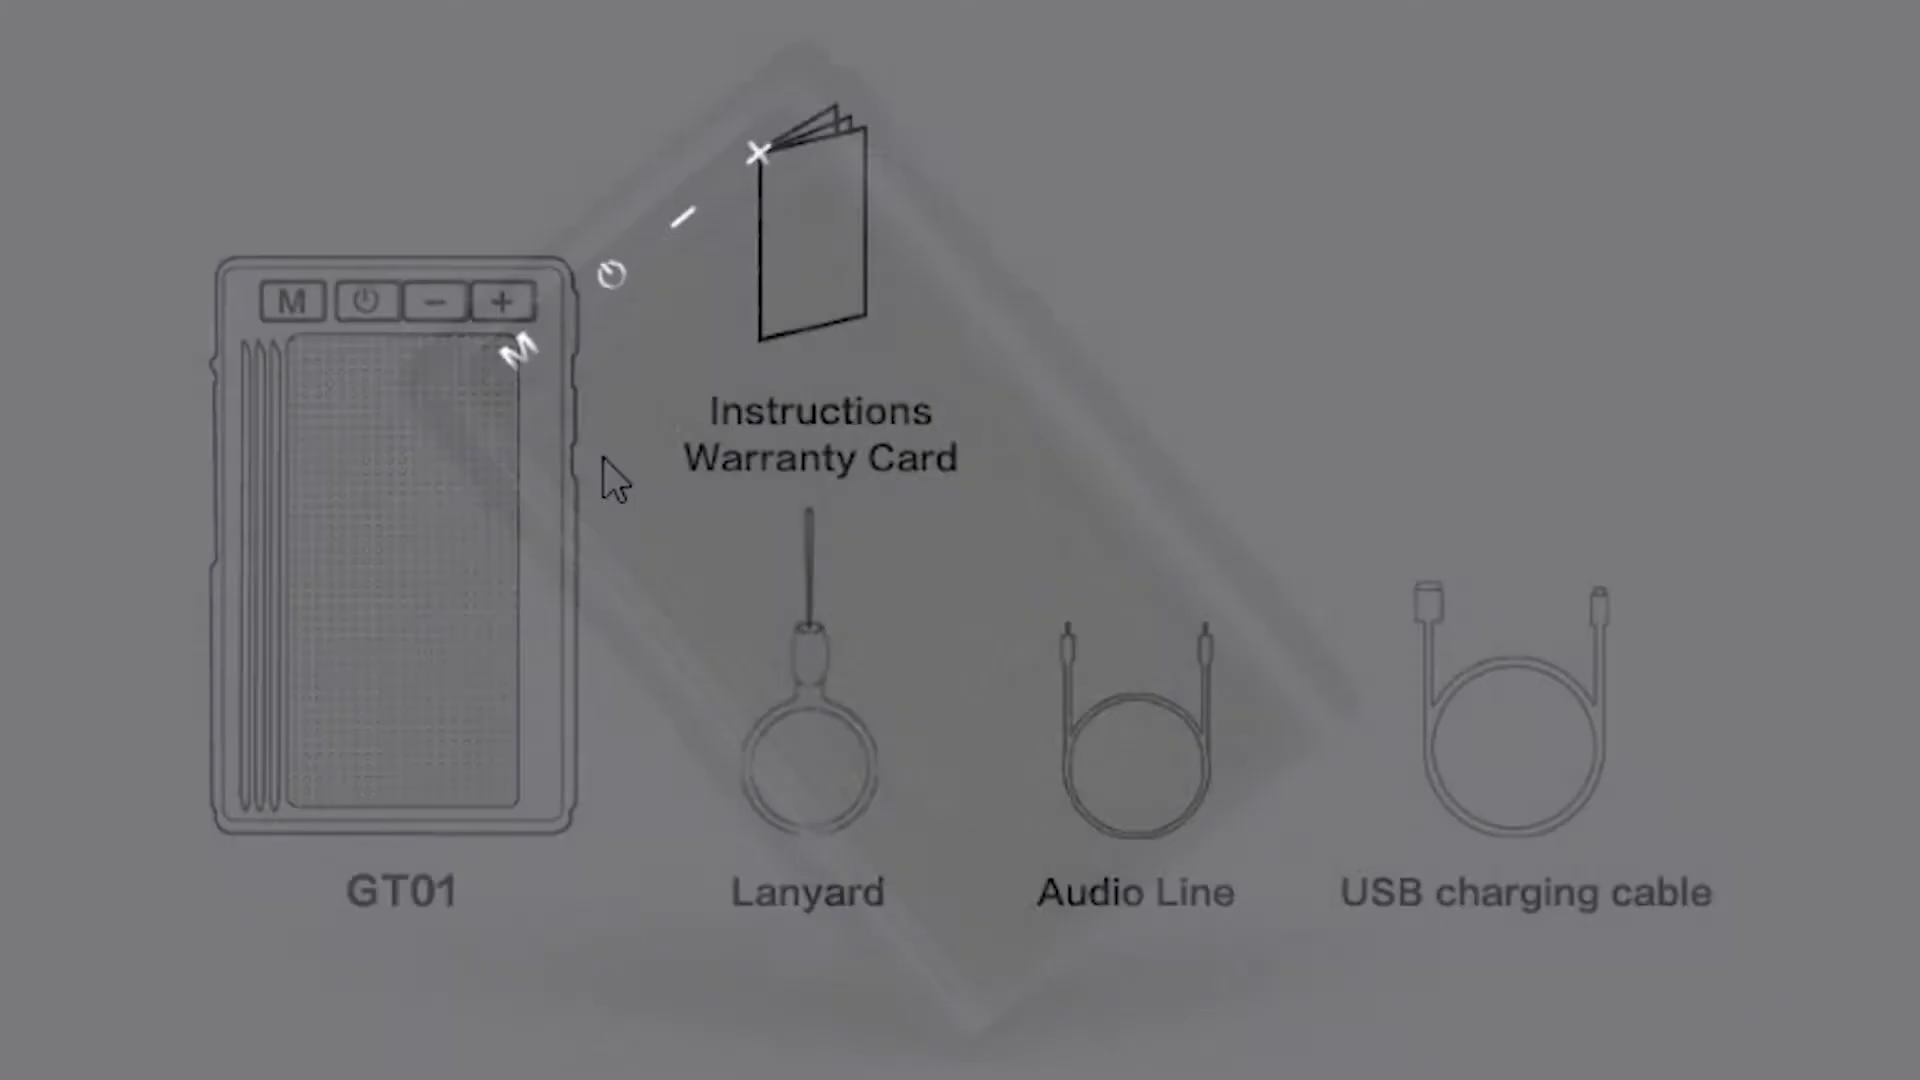 M
M ⏻ − +
Instructions
Warranty Card
GT01
Lanyard
Audio Line
USB charging cable